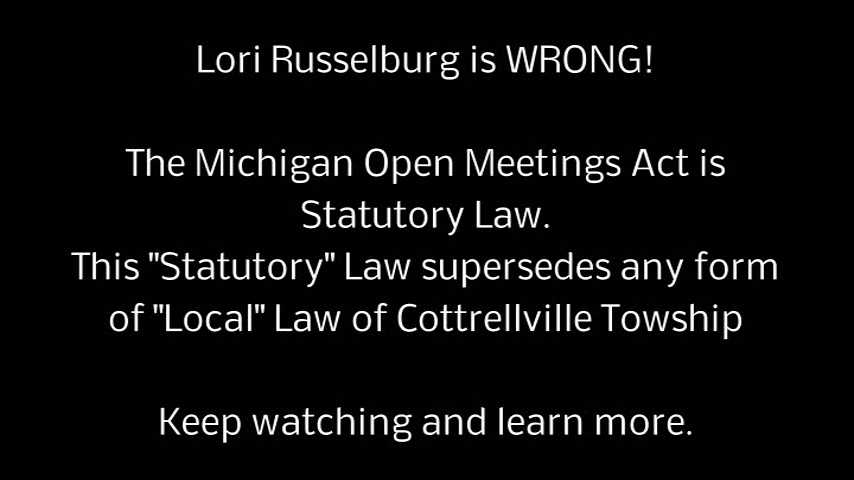 Lori Russelburg is WRONG!
The Michigan Open Meetings Act is
Statutory Law.
This "Statutory" Law supersedes any form
of "Local" Law of Cottrellville Towship
Keep watching and learn more.